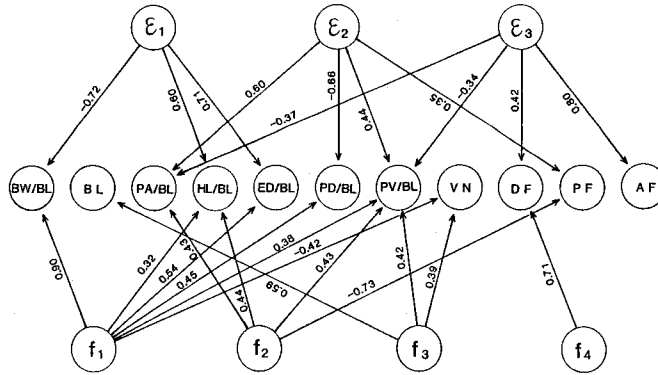 ε1 ε2 ε3
-0.72 0.60 0.71 0.60 -0.66 0.44 -0.34 0.35 0.42 0.80
-0.37
BW/BL BL PA/BL HL/BL ED/BL PD/BL PV/BL VN DF PF AF
0.90 0.32 0.54 0.45 0.43 0.44 0.38 -0.42 0.43 0.59 -0.73 0.42 0.39 0.71
f1 f2 f3 f4